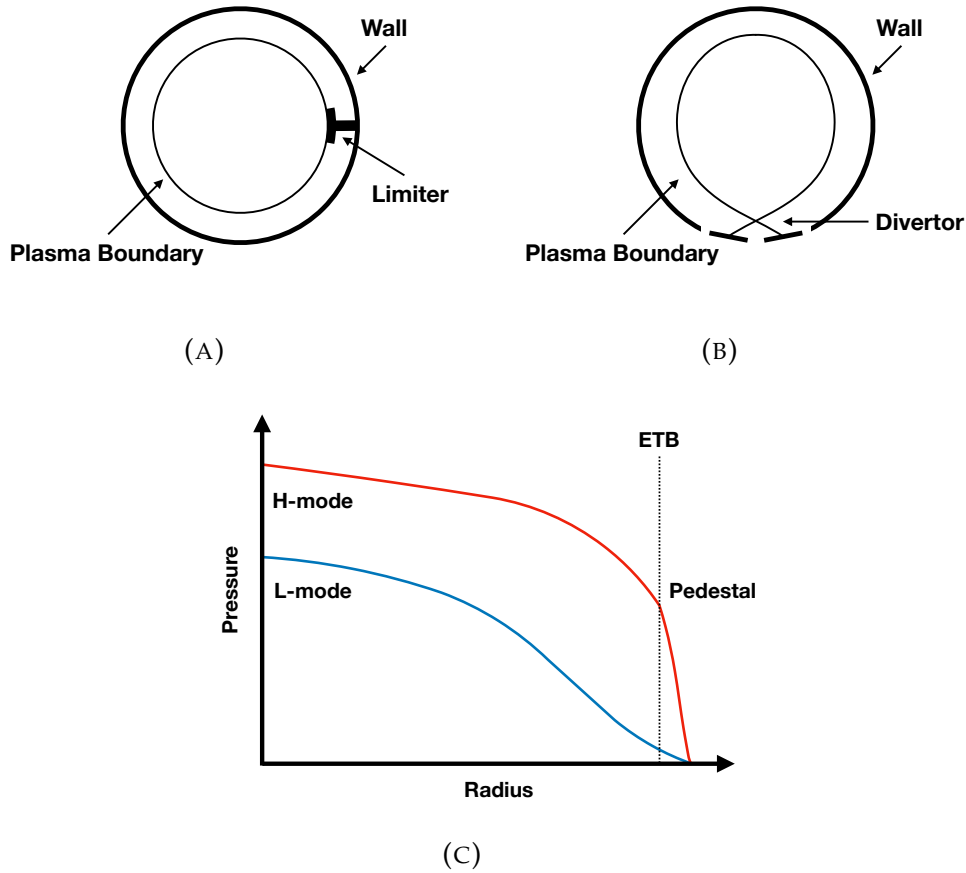 Wall
Limiter
Plasma Boundary
(A)
Wall
Divertor
Plasma Boundary
(B)
ETB
H-mode
L-mode
Pedestal
Pressure
Radius
(C)